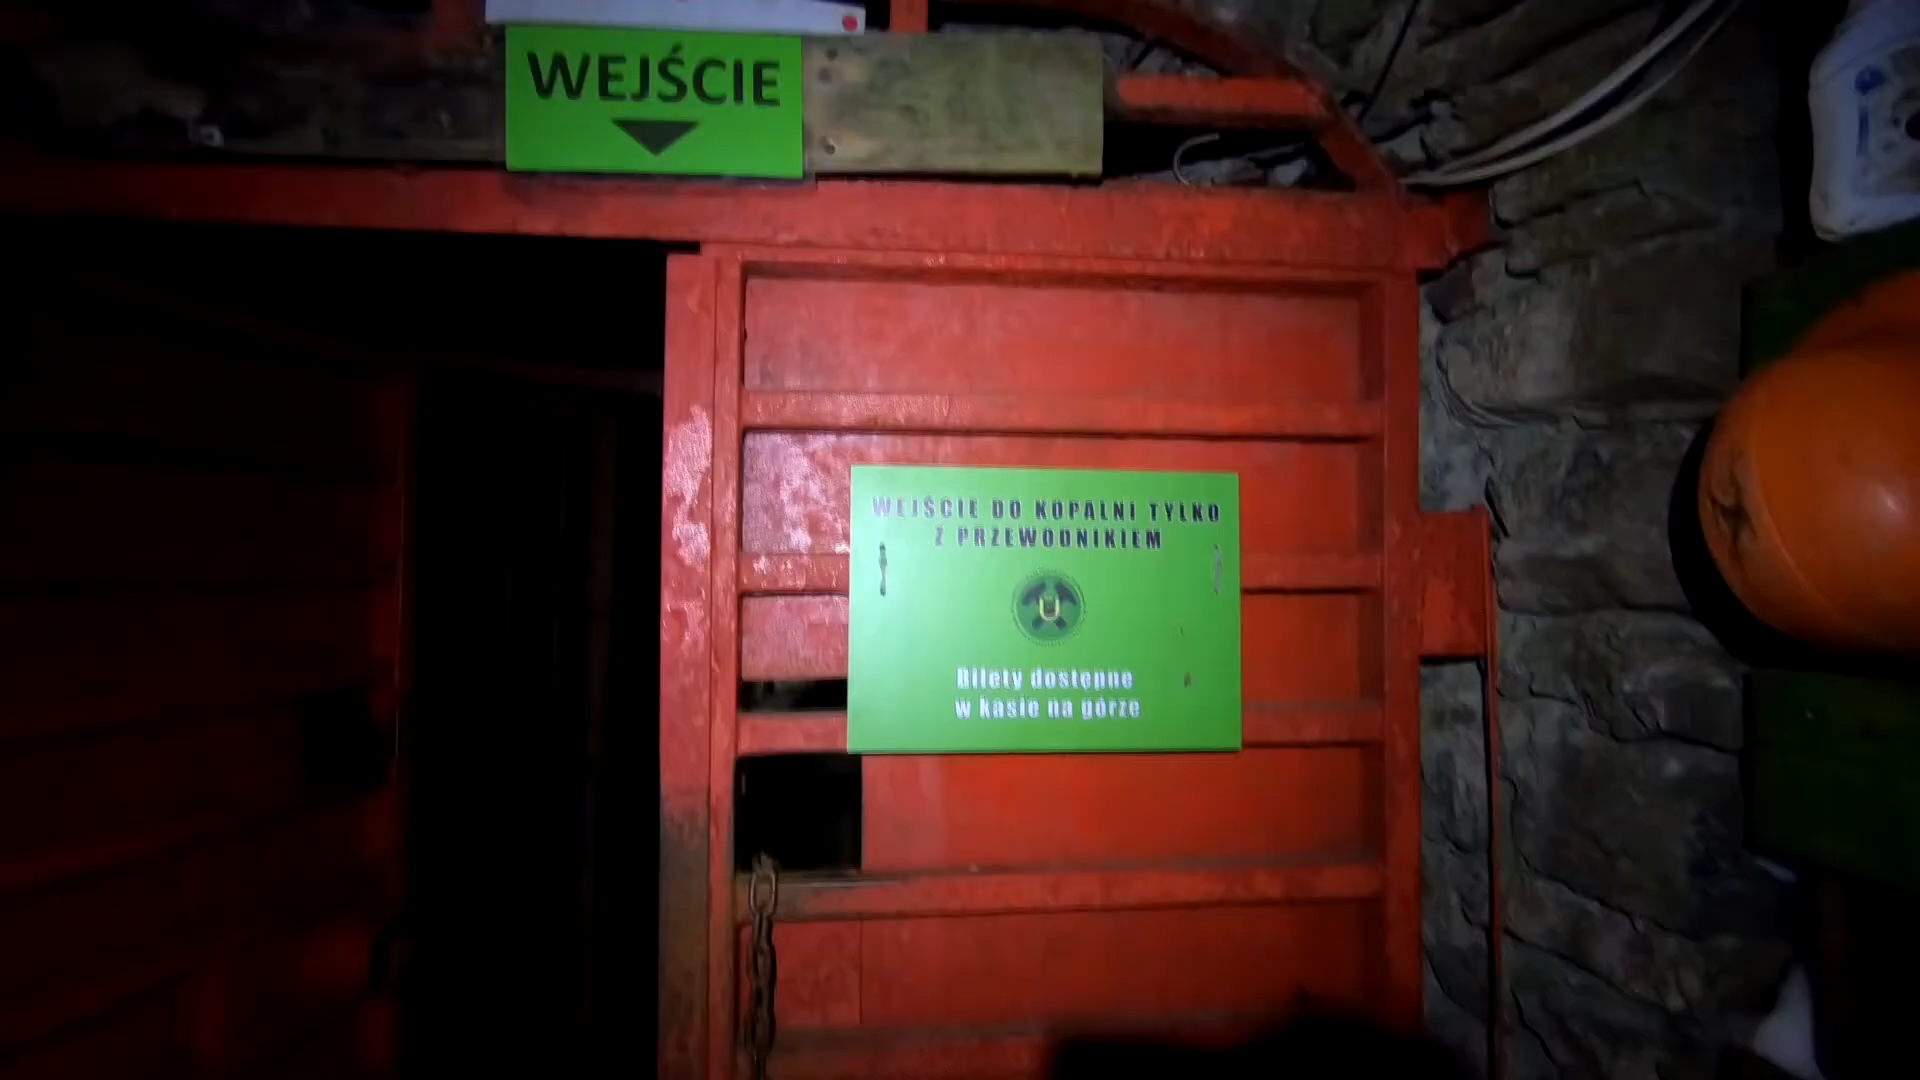 WEJŚCIE
WEJŚCIE DO KOPALNI TYLKO
Z PRZEWODNIKIEM
U
Bilety dostępne
w kasie na górze